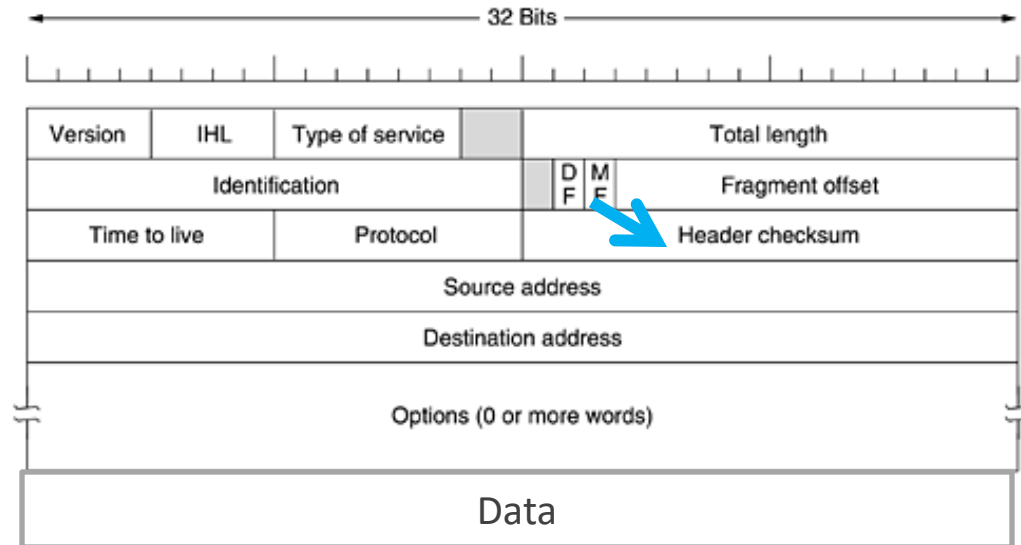 32 Bits
Version IHL Type of service Total length
Identification D F M F Fragment offset
Time to live Protocol Header checksum
Source address
Destination address
Options (0 or more words)
Data